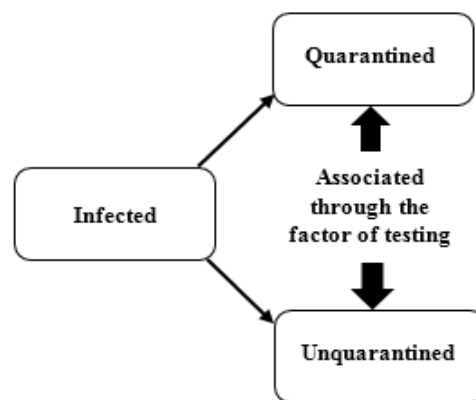 Quarantined
Infected
Associated
through the
factor of testing
Unquarantined